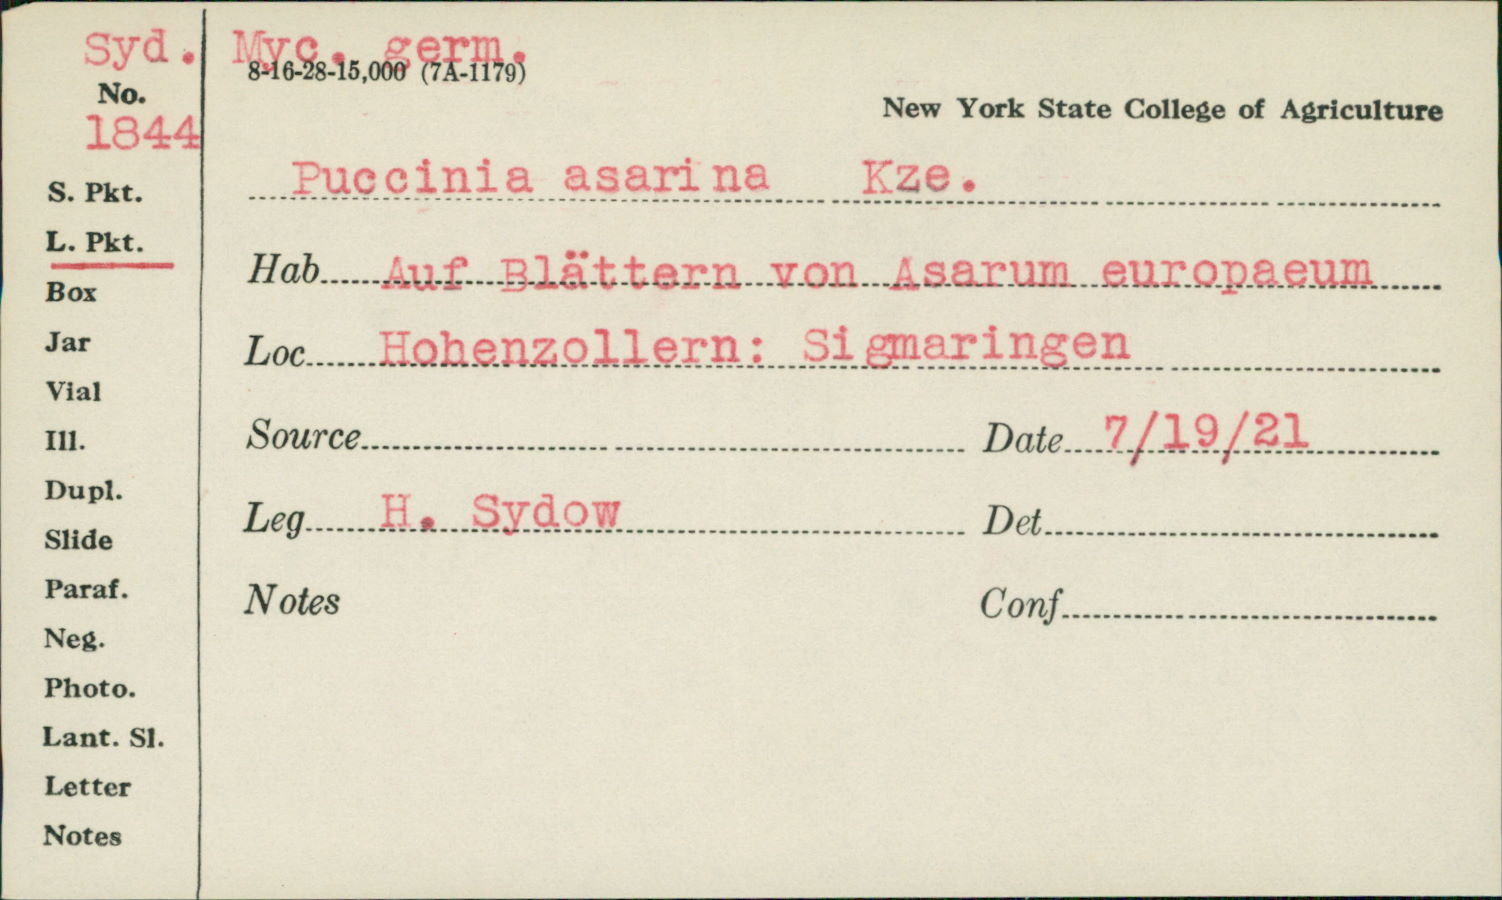 Syd. Myc. germ.
8-16-28-15,000 (7A-1179)
No.
1844
New York State College of Agriculture
Puccinia asarina Kze.
S. Pkt.
L. Pkt.
Hab. Auf Blättern von Asarum europaeum
Box
Jar
Loc. Hohenzollern: Sigmaringen
Vial
Ill.
Source Date 7/19/21
Dupl.
Leg H. Sydow Det
Slide
Paraf.
Notes Conf
Neg.
Photo.
Lant. Sl.
Letter
Notes